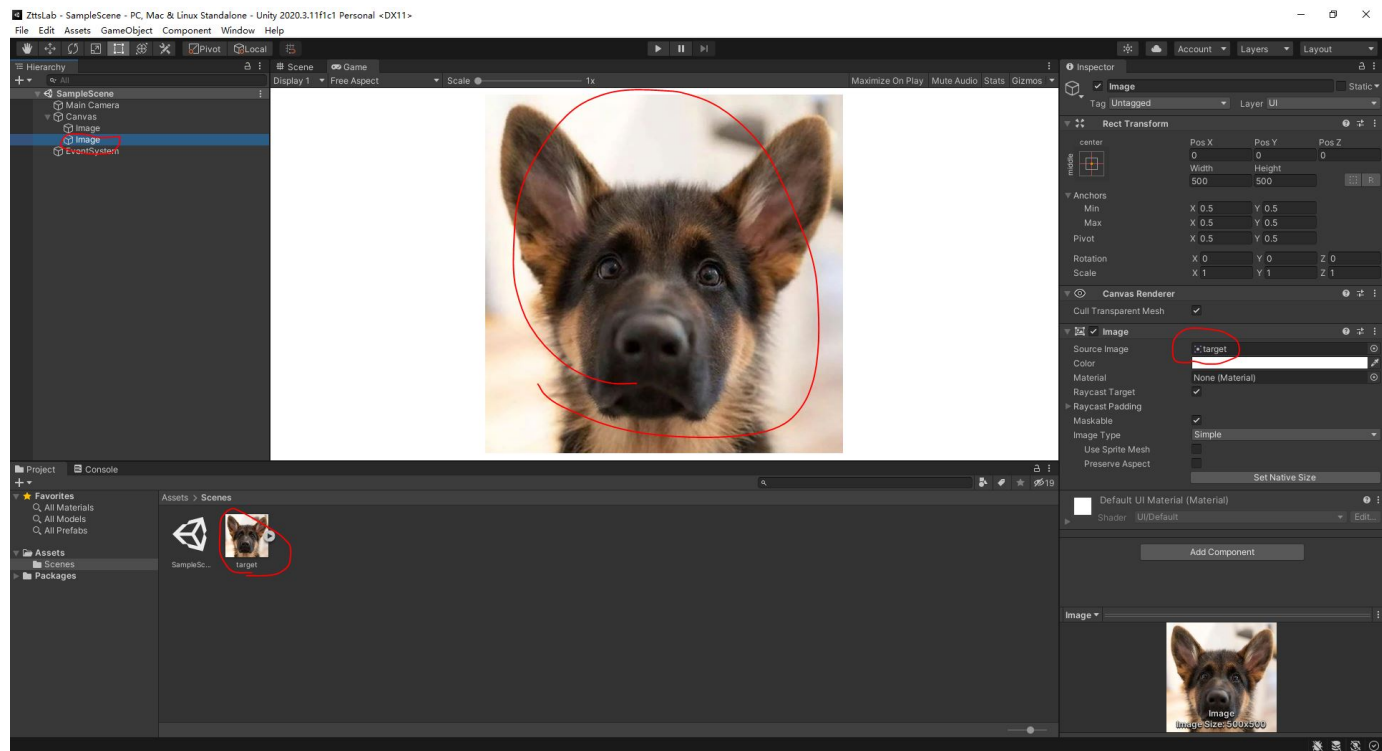 ZttsLab - SampleScene - PC, Mac & Linux Standalone - Unity 2020.3.11f1c1 Personal <DX11>
File Edit Assets GameObject Component Window Help
Pivot Local
Account Layers Layout
Hierarchy
All
SampleScene
Main Camera
Canvas
Image
Image
EventSystem
Scene Game
Display 1 Free Aspect Scale 1x Maximize On Play Mute Audio Stats Gizmos
Inspector
Image Static
Tag Untagged Layer UI
Rect Transform
center Pos X Pos Y Pos Z
middle 0 0 0
Width Height
500 500 R
Anchors
Min X 0.5 Y 0.5
Max X 0.5 Y 0.5
Pivot X 0.5 Y 0.5
Rotation X 0 Y 0 Z 0
Scale X 1 Y 1 Z 1
Canvas Renderer
Cull Transparent Mesh
Image
Source Image target
Color
Material None (Material)
Raycast Target
Raycast Padding
Maskable
Image Type Simple
Use Sprite Mesh
Preserve Aspect
Set Native Size
Default UI Material (Material)
Shader UI/Default Edit...
Add Component
Image
Image
Image Size: 500x500
Project Console
19
Favorites
All Materials
All Models
All Prefabs
Assets
Scenes
Packages
Assets > Scenes
SampleSc... target